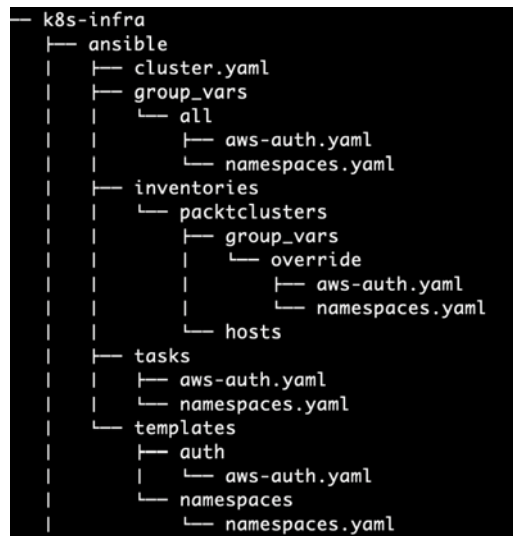 ── k8s-infra
├── ansible
|   ├── cluster.yaml
|   ├── group_vars
|   |   └── all
|   |       ├── aws-auth.yaml
|   |       └── namespaces.yaml
|   ├── inventories
|   |   └── packtclusters
|   |       ├── group_vars
|   |       |   └── override
|   |       |       ├── aws-auth.yaml
|   |       |       └── namespaces.yaml
|   |       └── hosts
|   ├── tasks
|   |   ├── aws-auth.yaml
|   |   └── namespaces.yaml
|   └── templates
|       ├── auth
|       |   └── aws-auth.yaml
|       └── namespaces
|           └── namespaces.yaml